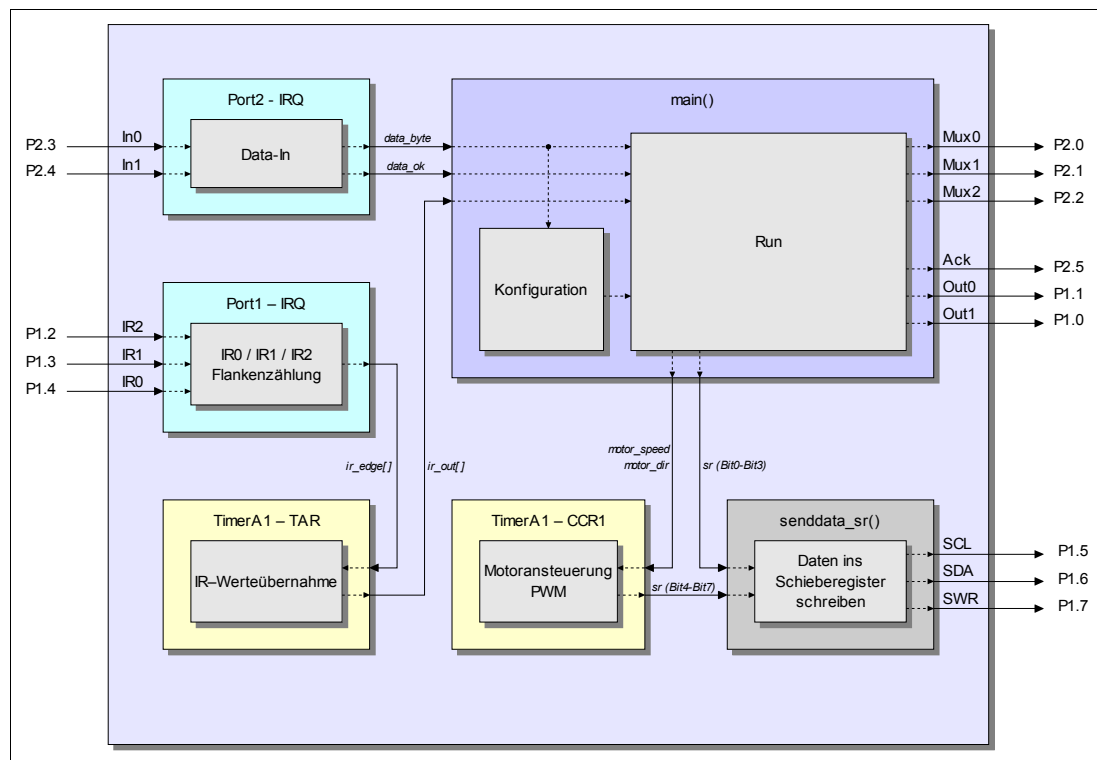 Port2 - IRQ
main()
P2.3
In0
data_byte
Mux0
P2.0
Data-In
P2.4
In1
data_ok
Mux1
P2.1
Mux2
P2.2
Run
Ack
P2.5
Konfiguration
Out0
P1.1
Out1
P1.0
Port1 – IRQ
P1.2
IR2
IR0 / IR1 / IR2
Flankenzählung
P1.3
IR1
P1.4
IR0
ir_edge[]
ir_out[]
motor_speed
motor_dir
sr (Bit0-Bit3)
TimerA1 – TAR
TimerA1 – CCR1
senddata_sr()
IR–Werteübernahme
Motoransteuerung
PWM
sr (Bit4-Bit7)
Daten ins
Schieberegister
schreiben
SCL
P1.5
SDA
P1.6
SWR
P1.7